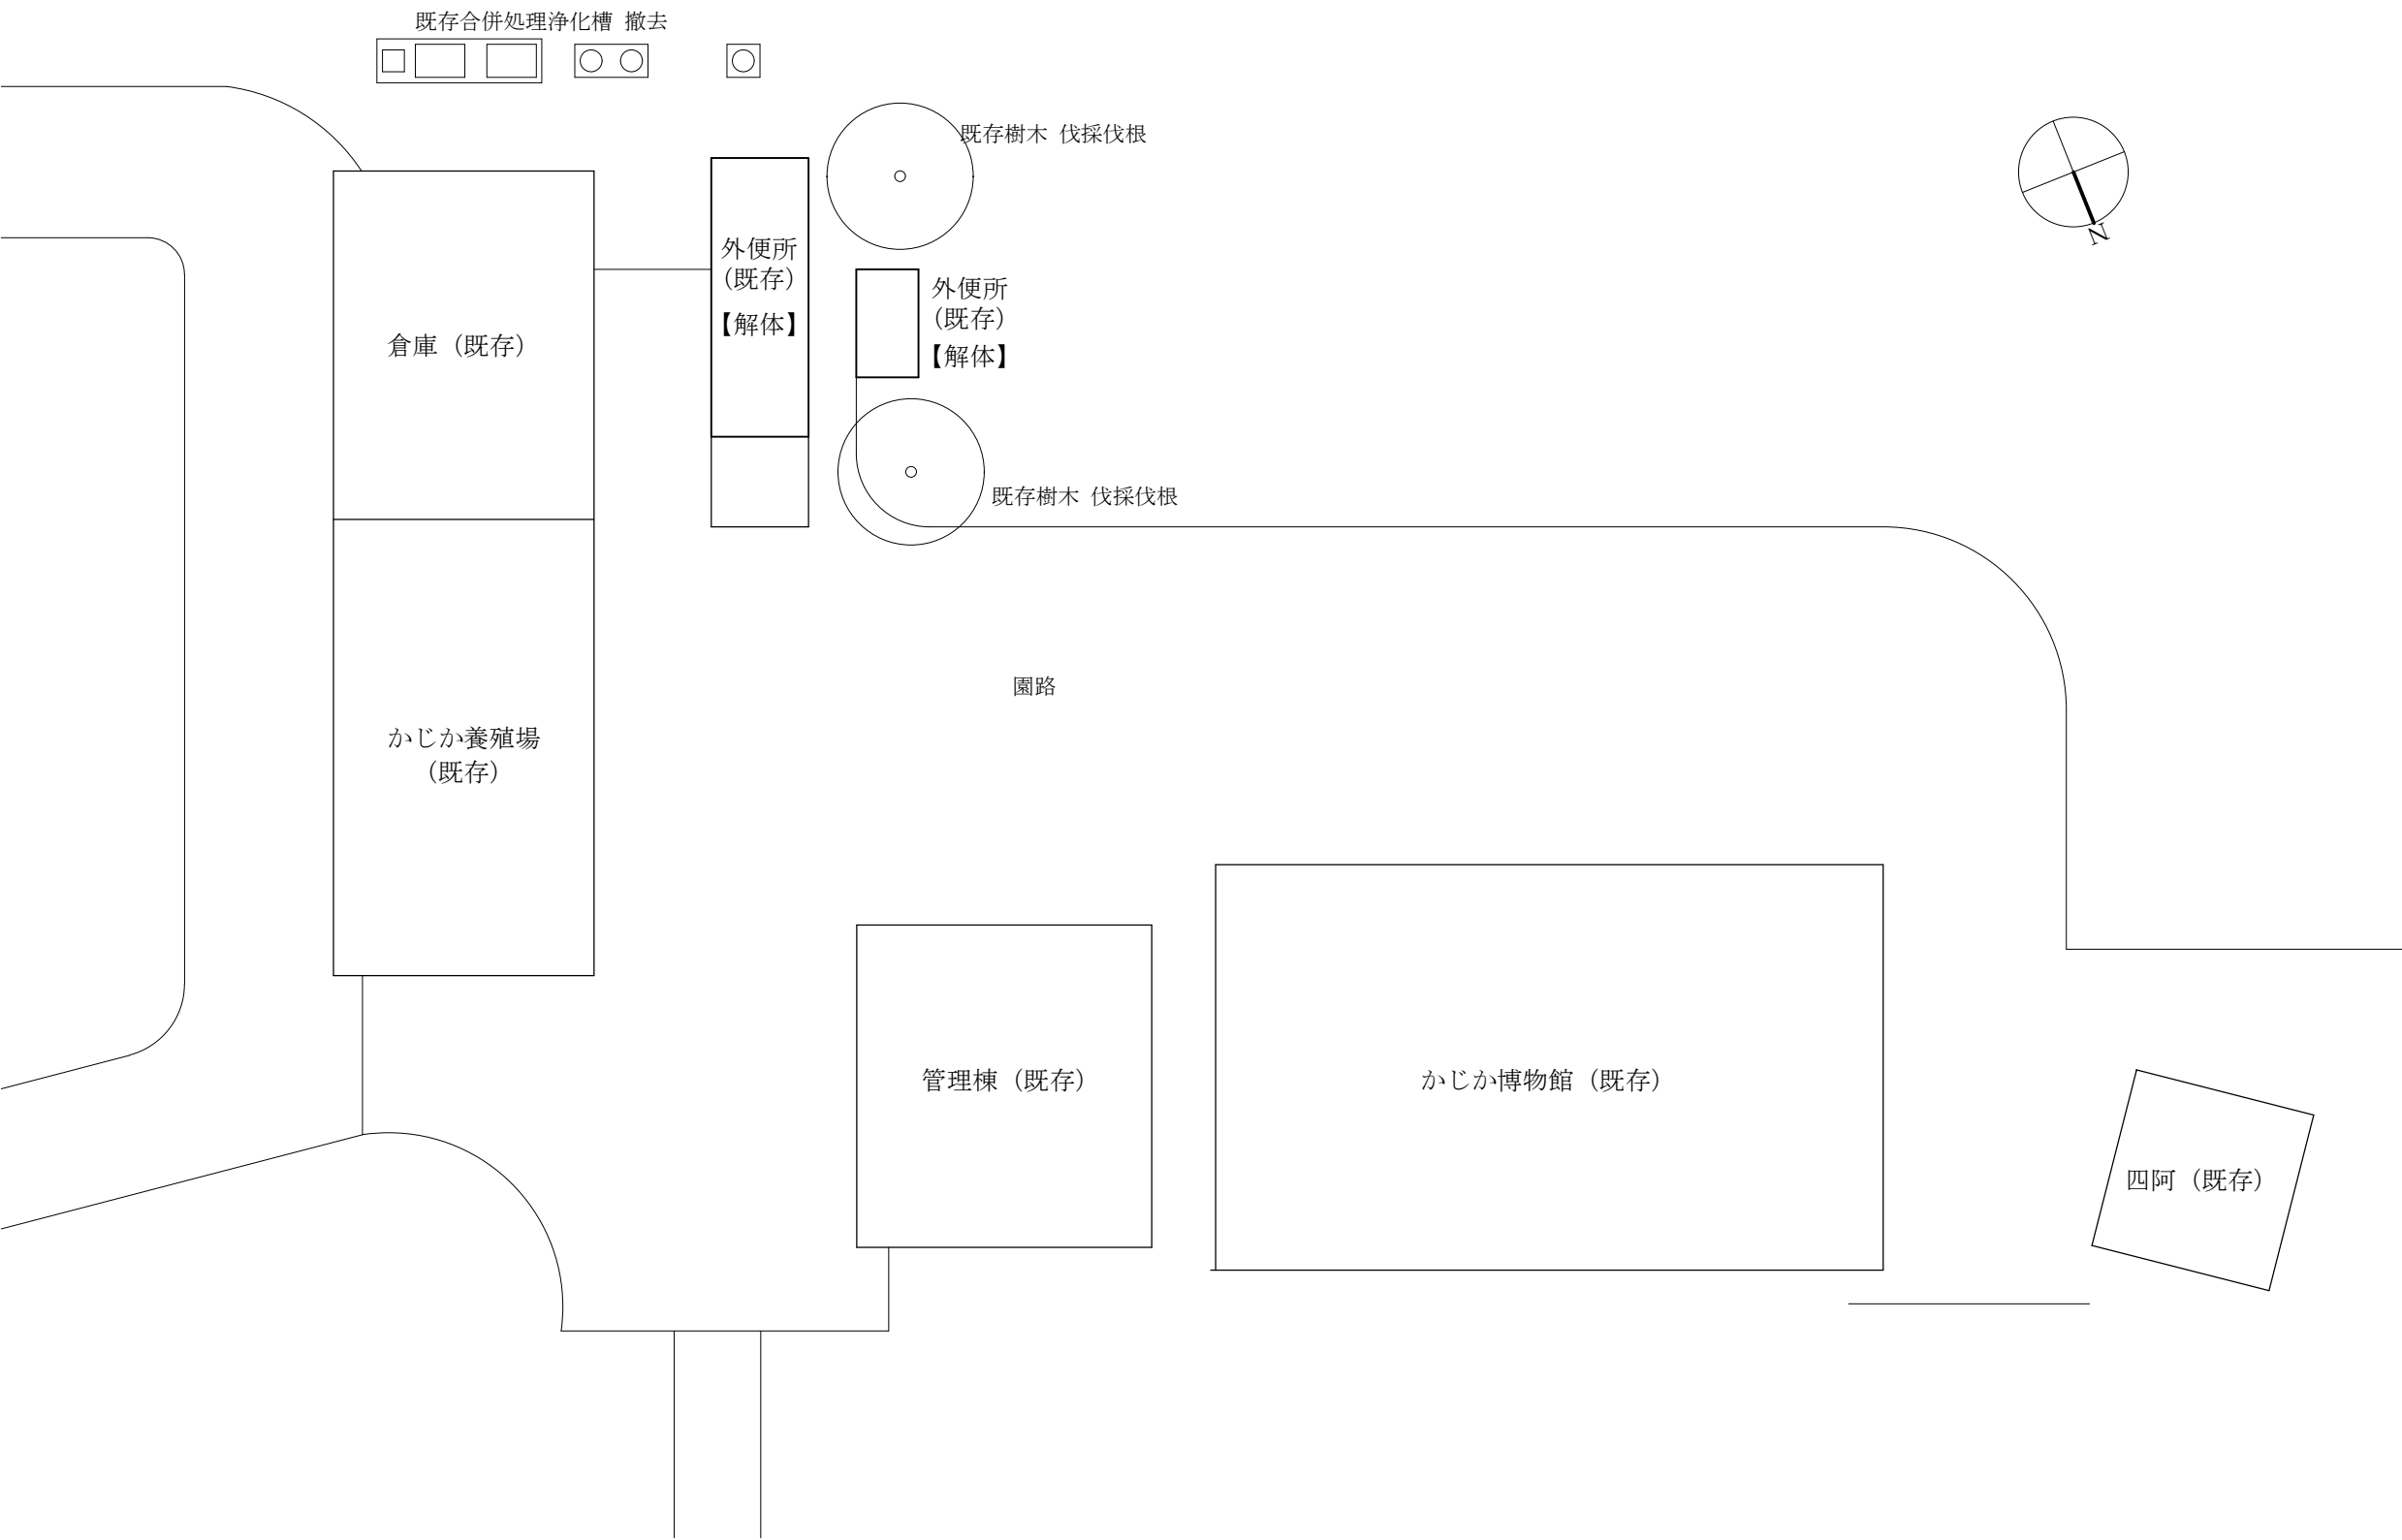 既存合併処理浄化槽 撤去
既存樹木 伐採伐根
N
外便所
（既存）
【解体】
外便所
（既存）
【解体】
倉庫（既存）
既存樹木 伐採伐根
園路
かじか養殖場
（既存）
管理棟（既存）
かじか博物館（既存）
四阿（既存）